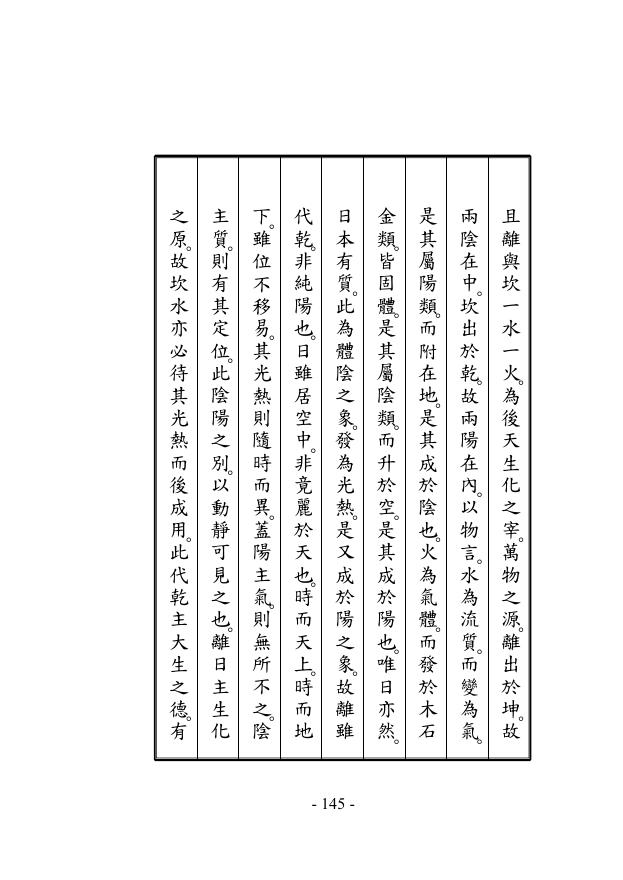 且離與坎一水一火。為後天生化之宰。萬物之源。離出於坤。故
兩陰在中。坎出於乾。故兩陽在內。以物言。水為流質。而變為氣。
是其屬陽類。而附在地。是其成於陰也。火為氣體。而發於木石
金類。皆固體。是其屬陰類。而升於空。是其成於陽也。唯日亦然。
日本有質。此為體陰之象。發為光熱。是又成於陽之象。故離雖
代乾。非純陽也。日雖居空中。非竟麗於天也。時而天上。時而地
下。雖位不移易。其光熱則隨時而異。蓋陽主氣。則無所不之。陰
主質。則有其定位。此陰陽之別。以動靜可見之也。離日主生化
之原。故坎水亦必待其光熱而後成用。此代乾主大生之德。有
- 145 -